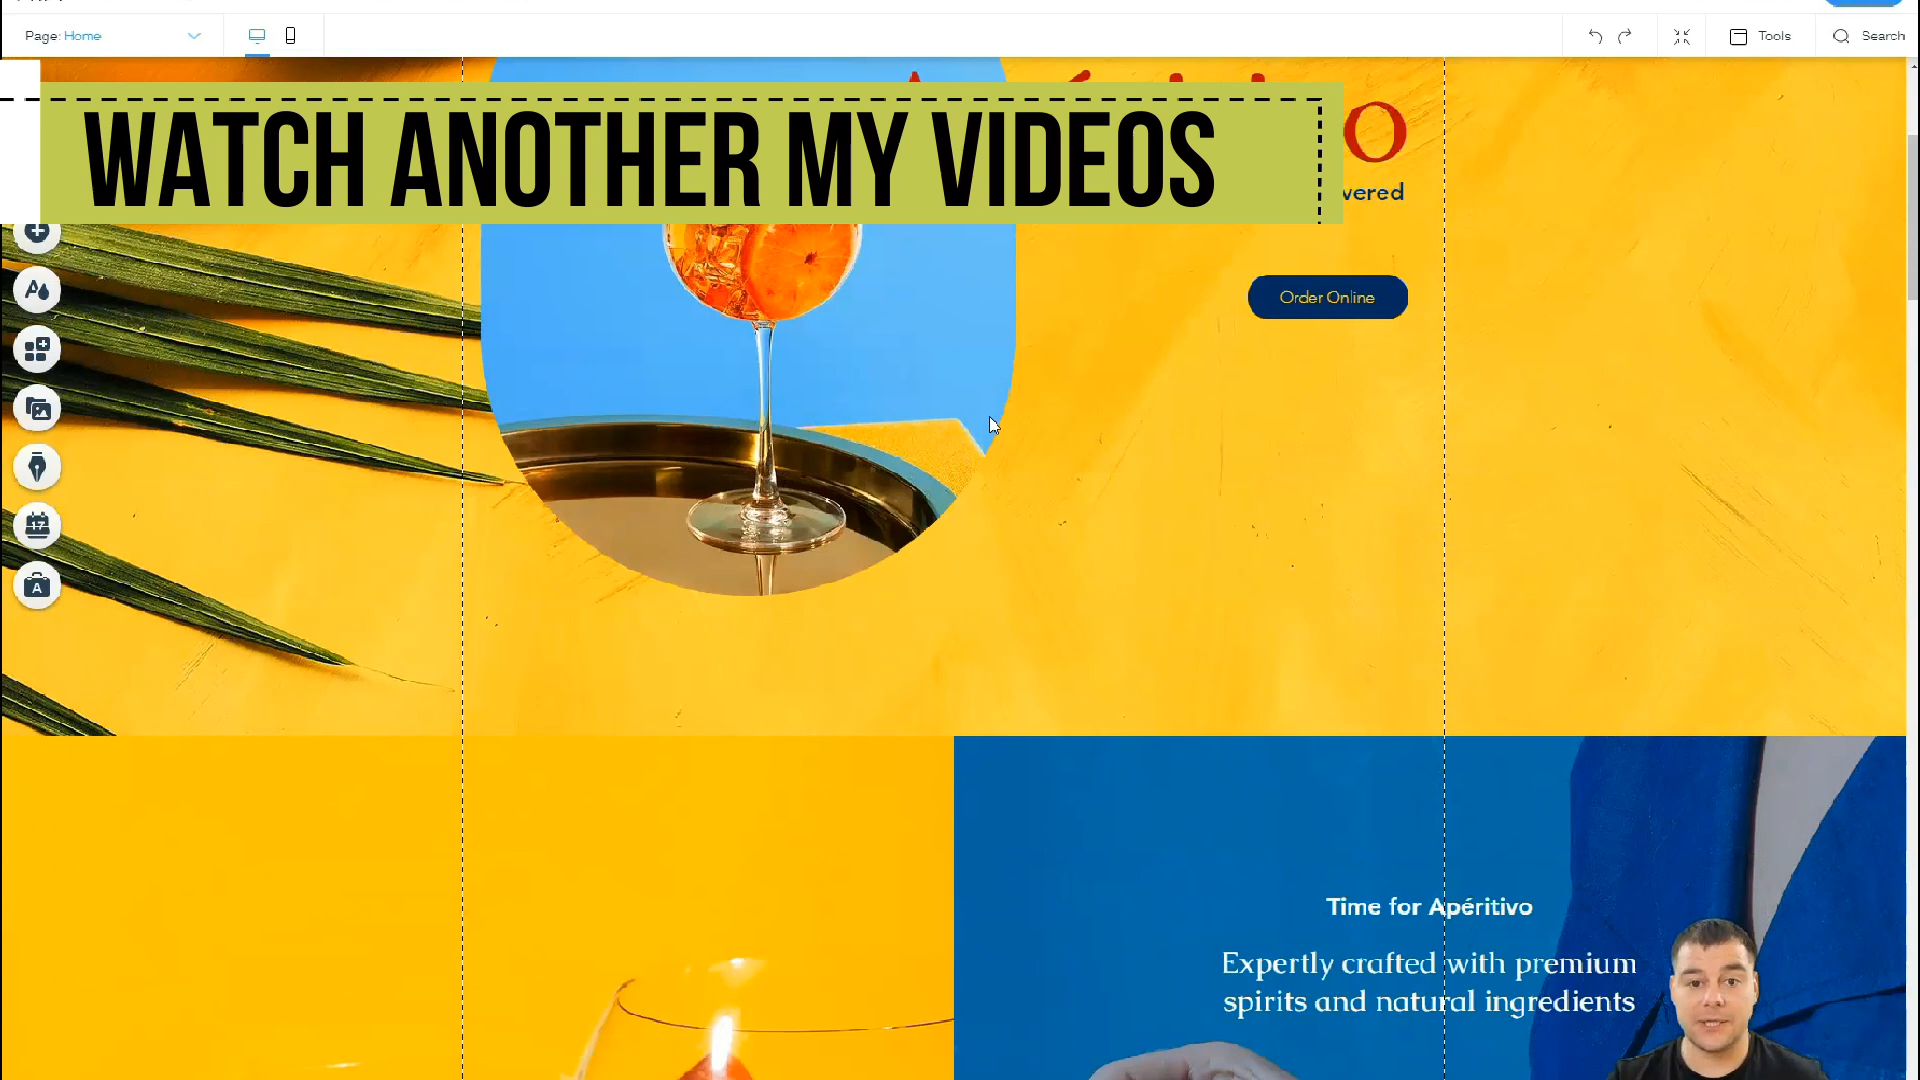 Page: Home
Tools
Search
WATCH ANOTHER MY VIDEOS
o
vered
Order Online
17
A
A
Time for Apéritivo
Expertly crafted with premium
spirits and natural ingredients